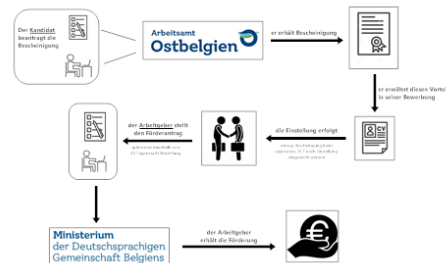 Der Kandidat
beantragt die
Bescheinigung
Arbeitsamt
Ostbelgien
er erhält Bescheinigung
er erwähnt diesen Vorteil
in seiner Bewerbung
CV
die Einstellung erfolgt
der Arbeitgeber stellt
den Förderantrag
Ministerium
der Deutschsprachigen
Gemeinschaft Belgiens
der Arbeitgeber
erhält die Förderung